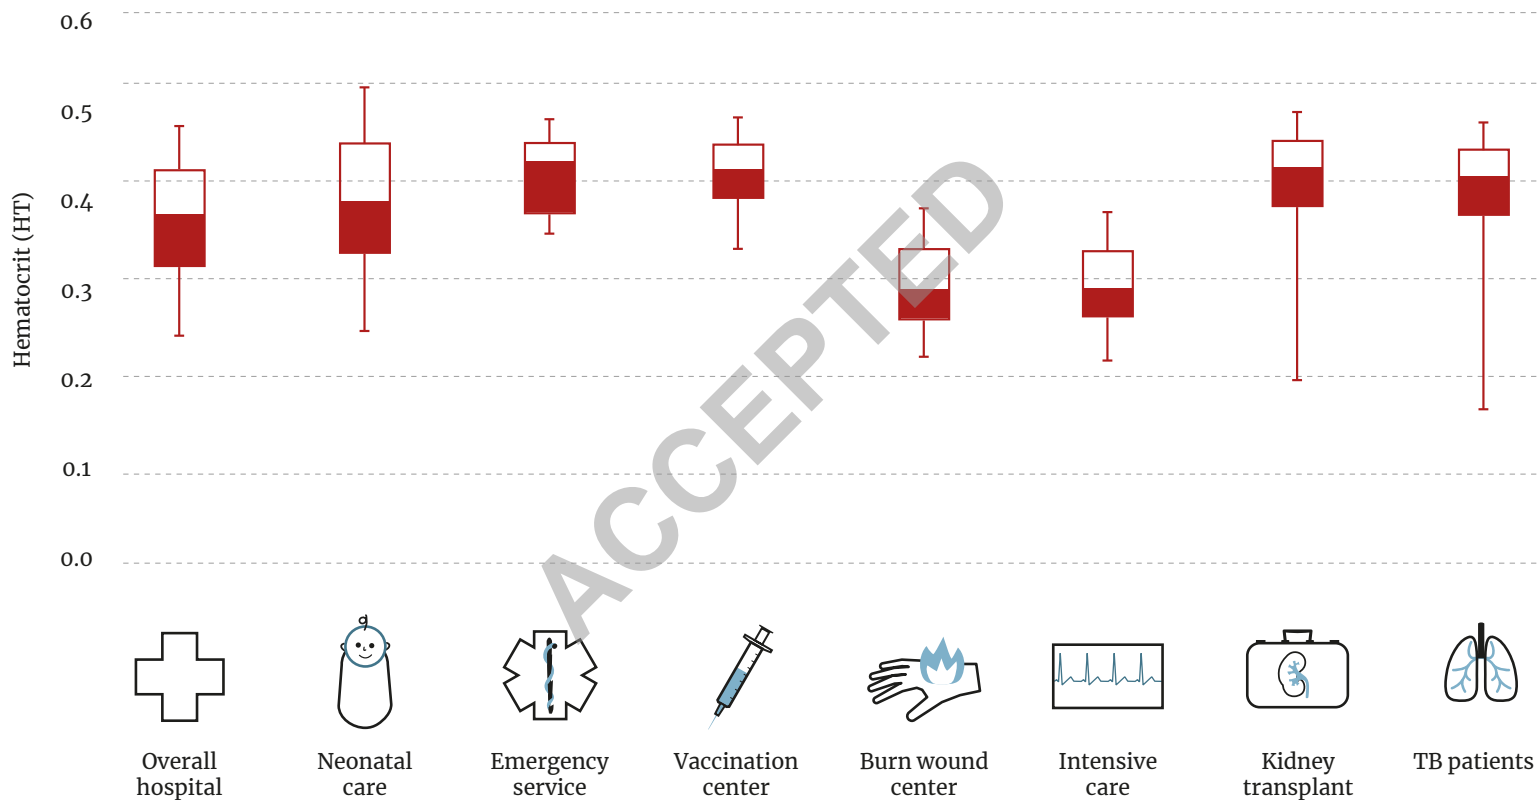 0.6
0.5
0.4
0.3
0.2
0.1
0.0
Hematocrit (HT)
ACCEPTED
Overall
hospital
Neonatal
care
Emergency
service
Vaccination
center
Burn wound
center
Intensive
care
Kidney
transplant
TB patients